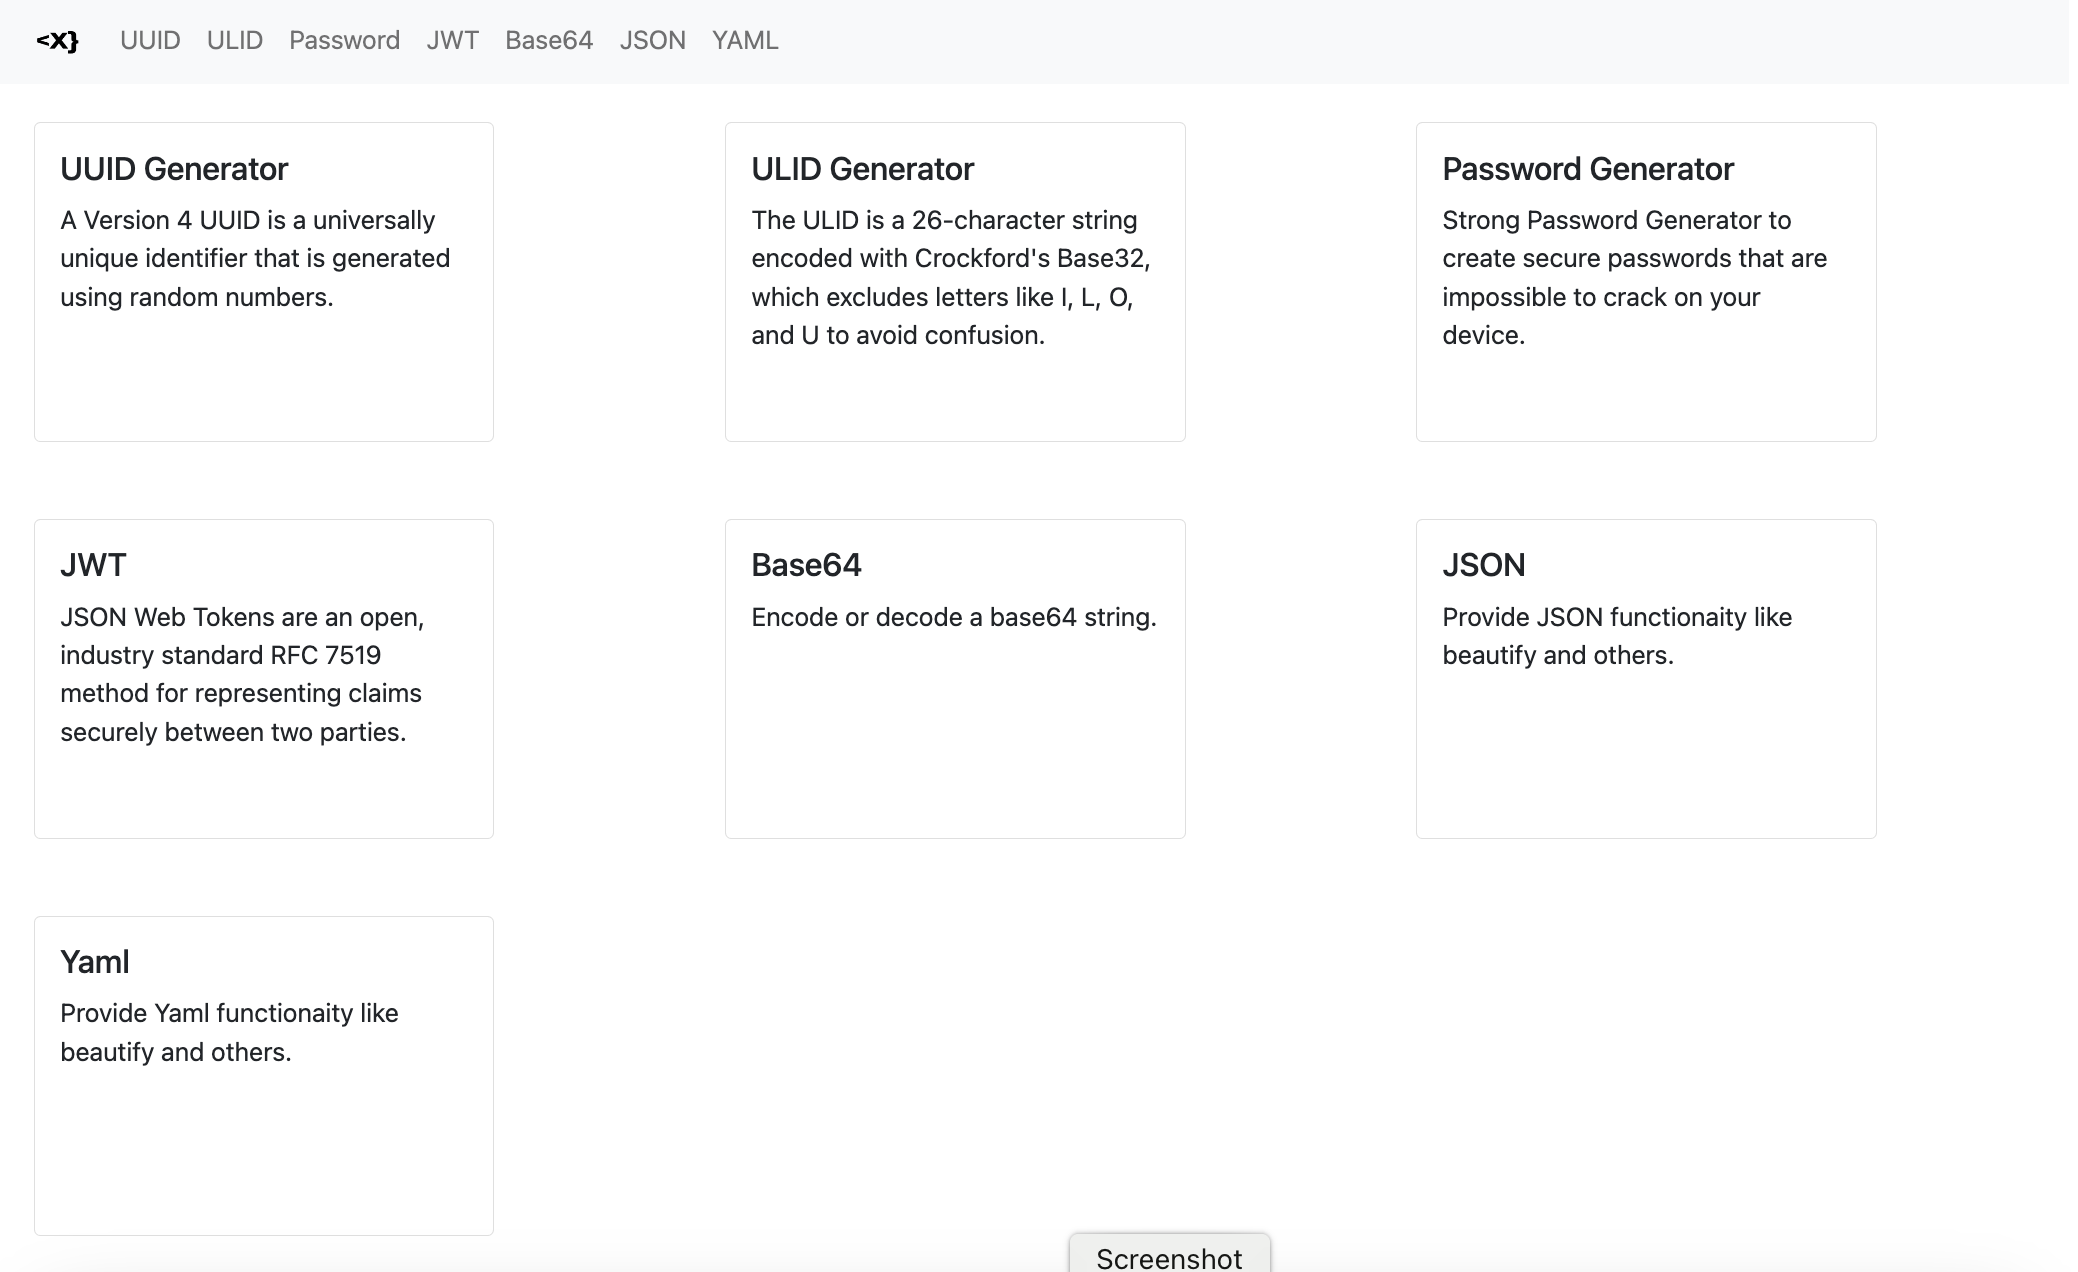 <X} UUID ULID Password JWT Base64 JSON YAML
UUID Generator
A Version 4 UUID is a universally
unique identifier that is generated
using random numbers.
ULID Generator
The ULID is a 26-character string
encoded with Crockford's Base32,
which excludes letters like I, L, O,
and U to avoid confusion.
Password Generator
Strong Password Generator to
create secure passwords that are
impossible to crack on your
device.
JWT
JSON Web Tokens are an open,
industry standard RFC 7519
method for representing claims
securely between two parties.
Base64
Encode or decode a base64 string.
JSON
Provide JSON functionaity like
beautify and others.
Yaml
Provide Yaml functionaity like
beautify and others.
Screenshot